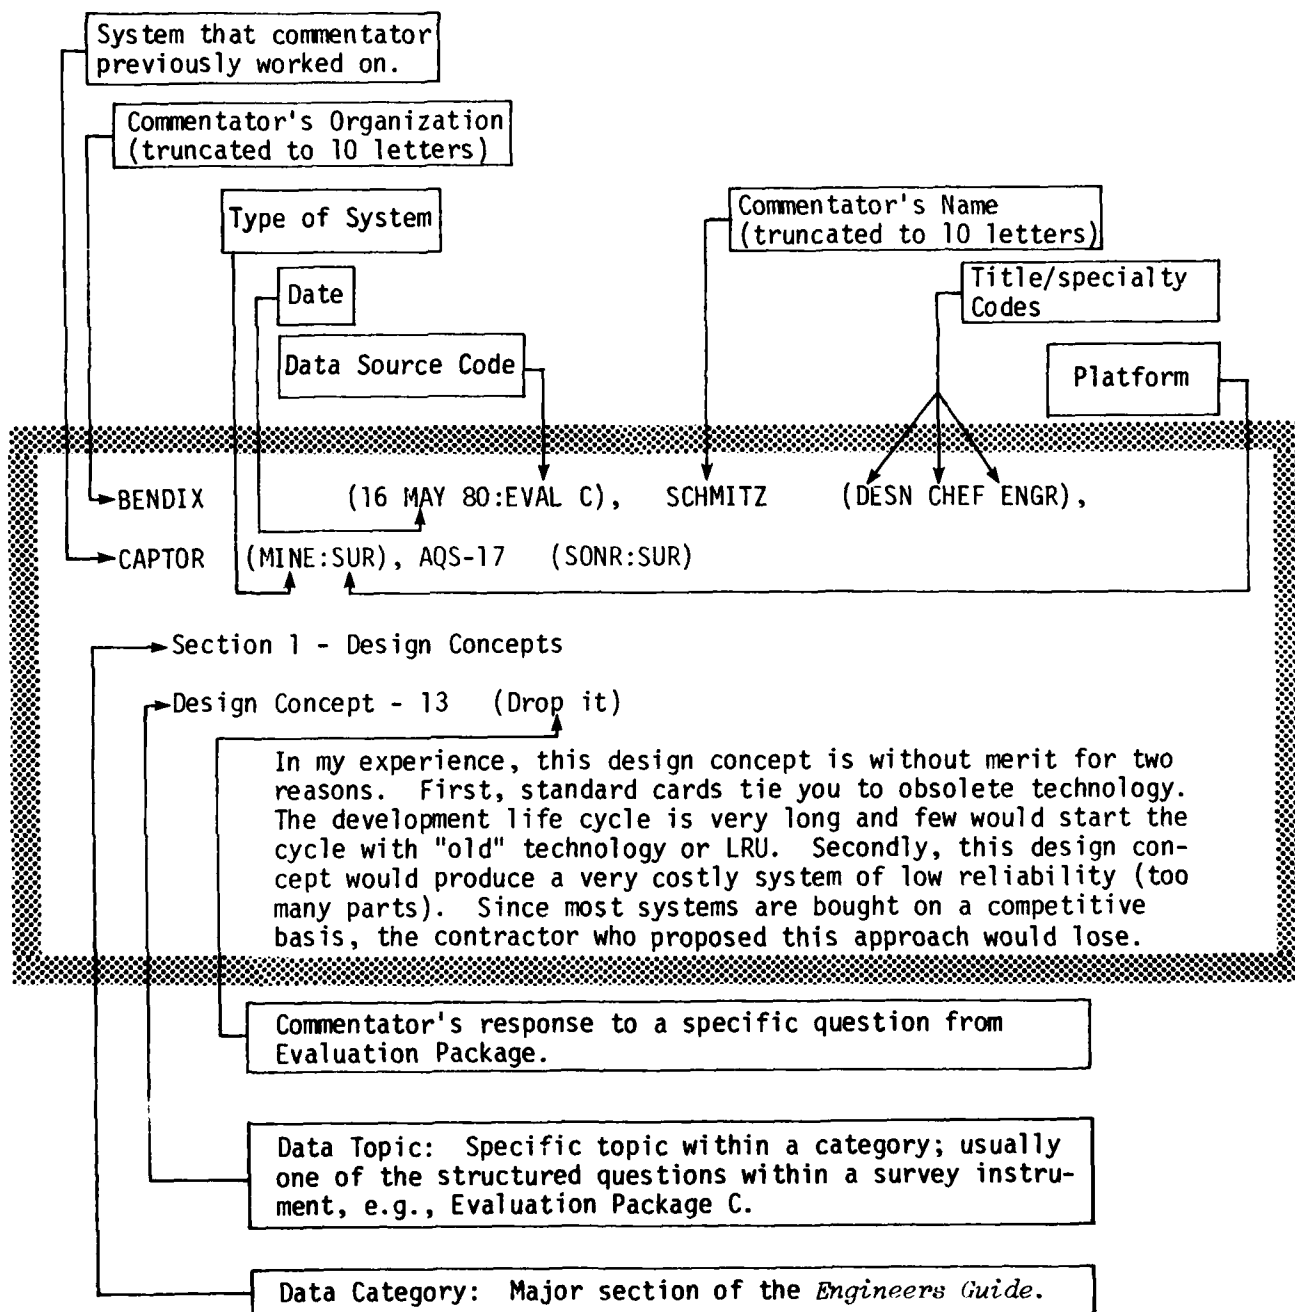 System that commentator
previously worked on.
Commentator's Organization
(truncated to 10 letters)
Type of System
Commentator's Name
(truncated to 10 letters)
Date
Title/specialty
Codes
Data Source Code
Platform
BENDIX (16 MAY 80:EVAL C), SCHMITZ (DESN CHEF ENGR),
CAPTOR (MINE:SUR), AQS-17 (SONR:SUR)
Section 1 - Design Concepts
Design Concept - 13 (Drop it)
In my experience, this design concept is without merit for two
reasons. First, standard cards tie you to obsolete technology.
The development life cycle is very long and few would start the
cycle with "old" technology or LRU. Secondly, this design con-
cept would produce a very costly system of low reliability (too
many parts). Since most systems are bought on a competitive
basis, the contractor who proposed this approach would lose.
Commentator's response to a specific question from
Evaluation Package.
Data Topic: Specific topic within a category; usually
one of the structured questions within a survey instru-
ment, e.g., Evaluation Package C.
Data Category: Major section of the Engineers Guide.